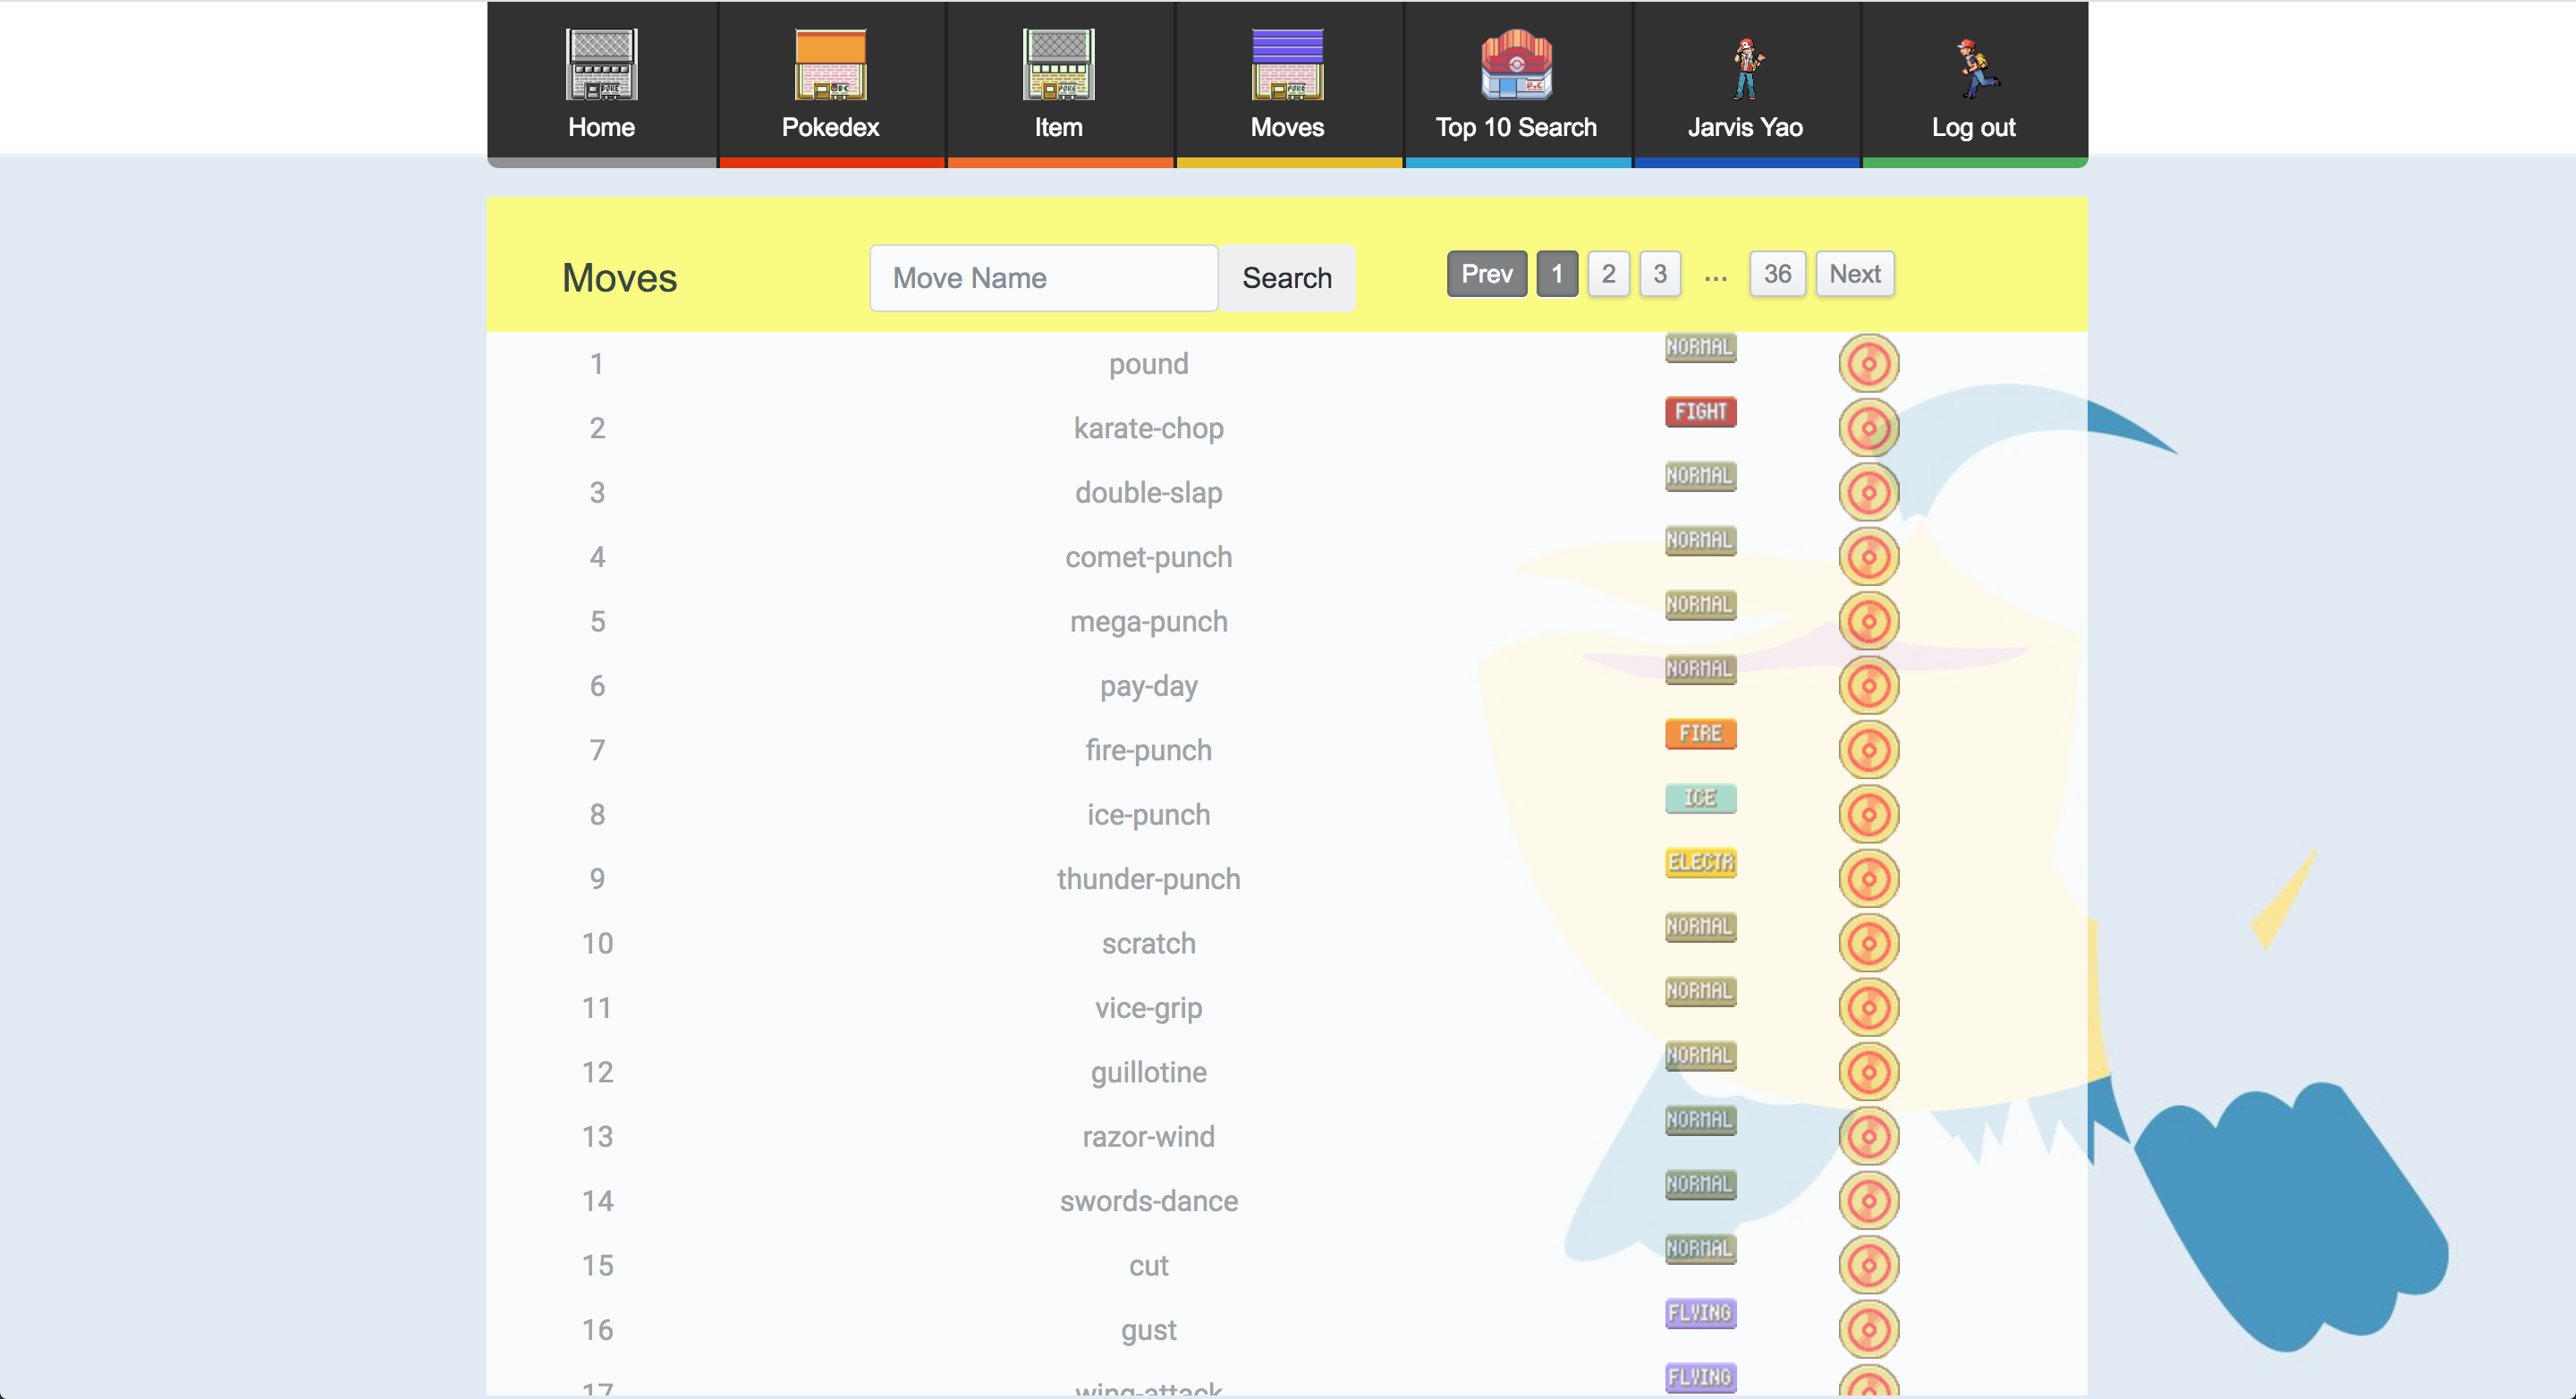 Home Pokedex Item Moves Top 10 Search Jarvis Yao Log out
Moves Move Name Search Prev 1 2 3 ... 36 Next
1 pound NORMAL
2 karate-chop FIGHT
3 double-slap NORMAL
4 comet-punch NORMAL
5 mega-punch NORMAL
6 pay-day NORMAL
7 fire-punch FIRE
8 ice-punch ICE
9 thunder-punch ELECTR
10 scratch NORMAL
11 vice-grip NORMAL
12 guillotine NORMAL
13 razor-wind NORMAL
14 swords-dance NORMAL
15 cut NORMAL
16 gust FLYING
17 wing-attack FLYING